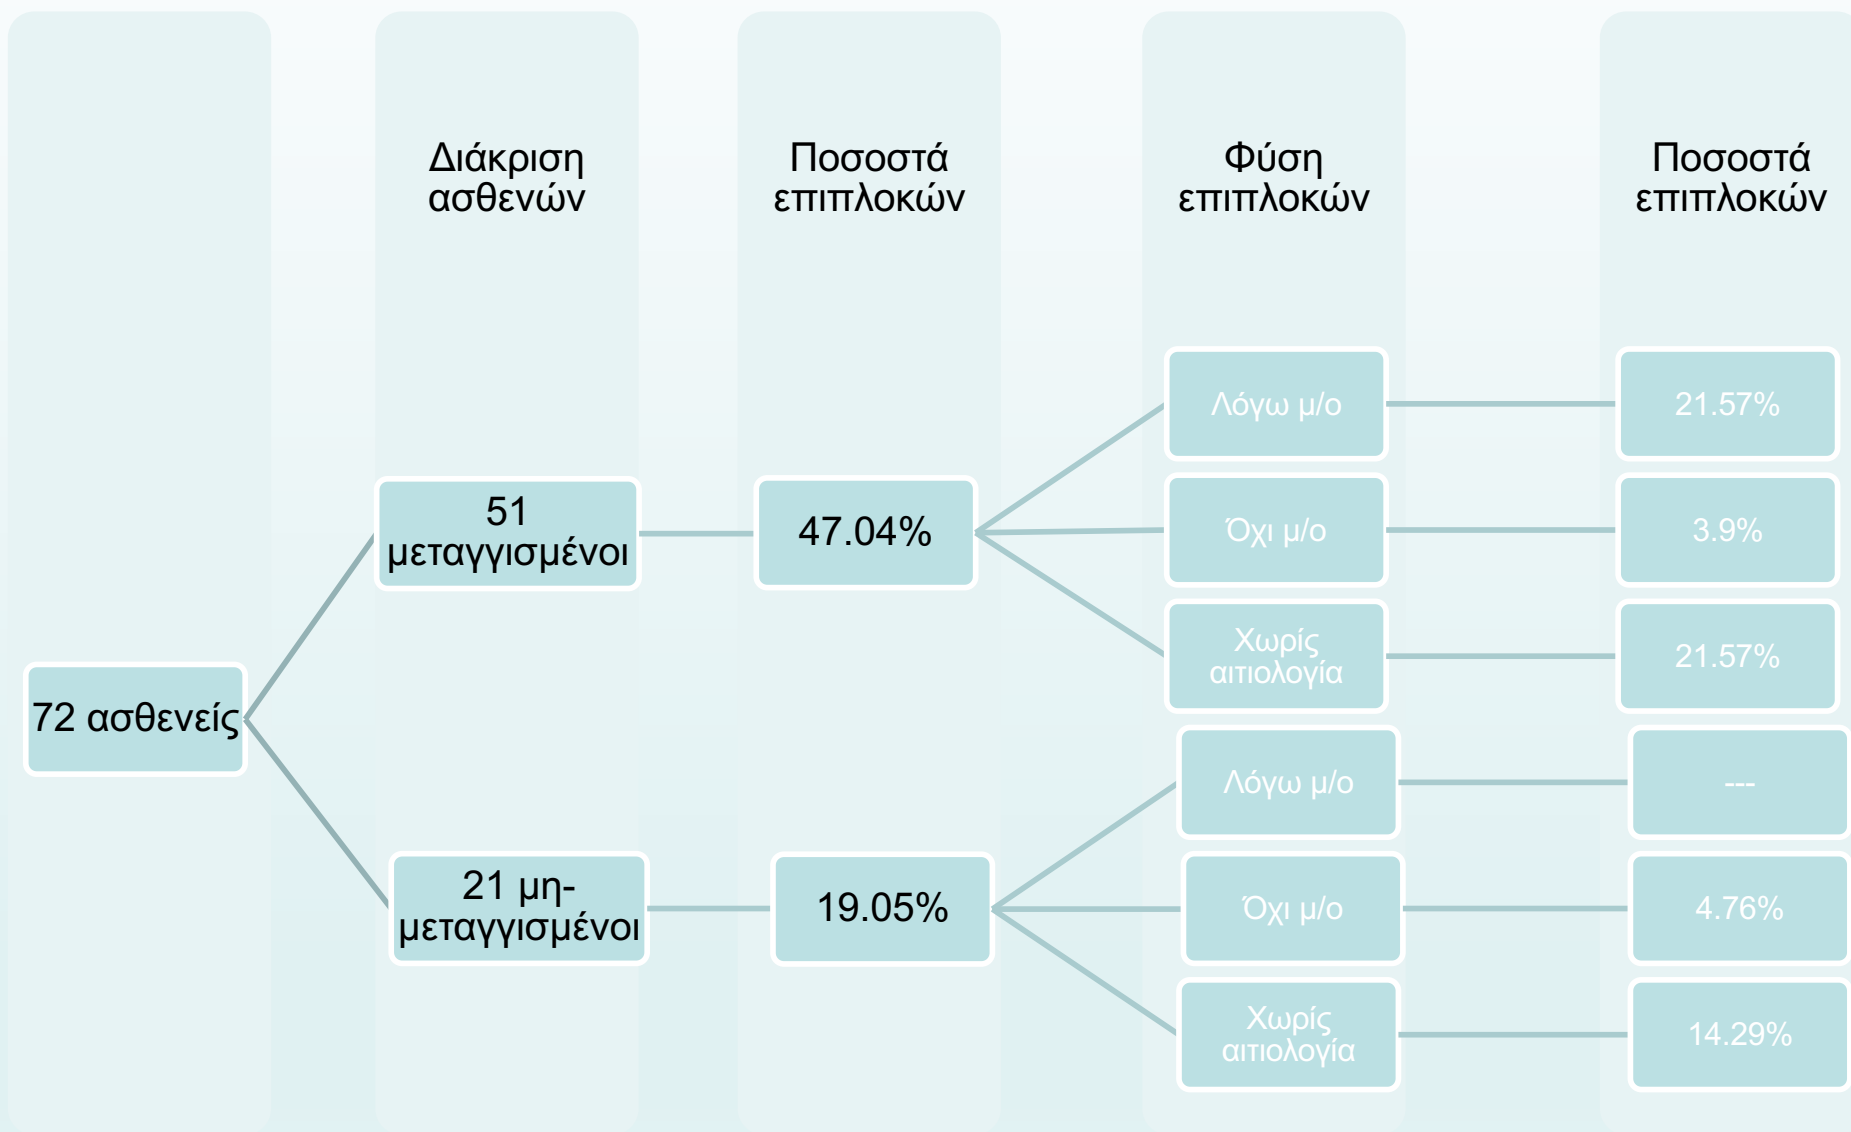 Διάκριση
ασθενών
Ποσοστά
επιπλοκών
Φύση
επιπλοκών
Ποσοστά
επιπλοκών
72 ασθενείς
51
μεταγγισμένοι
47.04%
Λόγω μ/ο
21.57%
Όχι μ/ο
3.9%
Χωρίς
αιτιολογία
21.57%
21 μη-
μεταγγισμένοι
19.05%
Λόγω μ/ο
---
Όχι μ/ο
4.76%
Χωρίς
αιτιολογία
14.29%